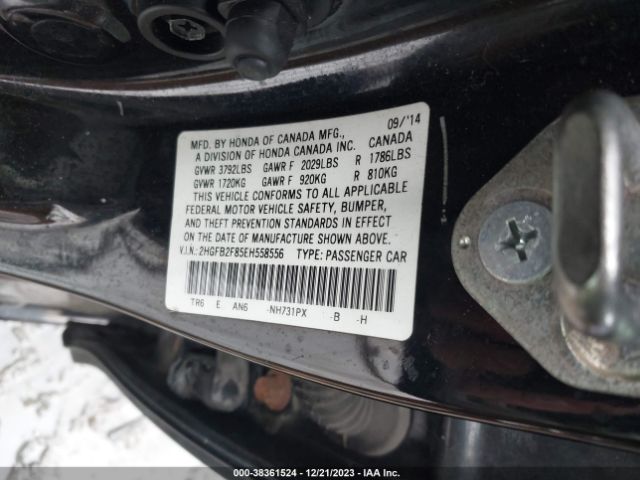 09/'14
MFD. BY HONDA OF CANADA MFG.,
A DIVISION OF HONDA CANADA INC. CANADA
GVWR 3792LBS GAWR F 2029LBS R 1786LBS
GVWR 1720KG GAWR F 920KG R 810KG
THIS VEHICLE CONFORMS TO ALL APPLICABLE
FEDERAL MOTOR VEHICLE SAFETY, BUMPER,
AND THEFT PREVENTION STANDARDS IN EFFECT
ON THE DATE OF MANUFACTURE SHOWN ABOVE.
V.I.N.:2HGFB2F85EH558556 TYPE: PASSENGER CAR
TR6 E. AN6 -NH731PX -B -H
000-38361524 - 12/21/2023 - IAA Inc.